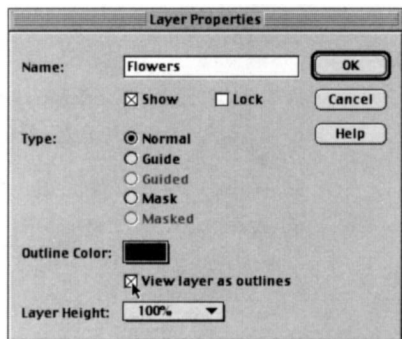 Layer Properties
Name: Flowers OK
Show Lock Cancel
Type: Normal Help
Guide
Guided
Mask
Masked
Outline Color:
View layer as outlines
Layer Height: 100%